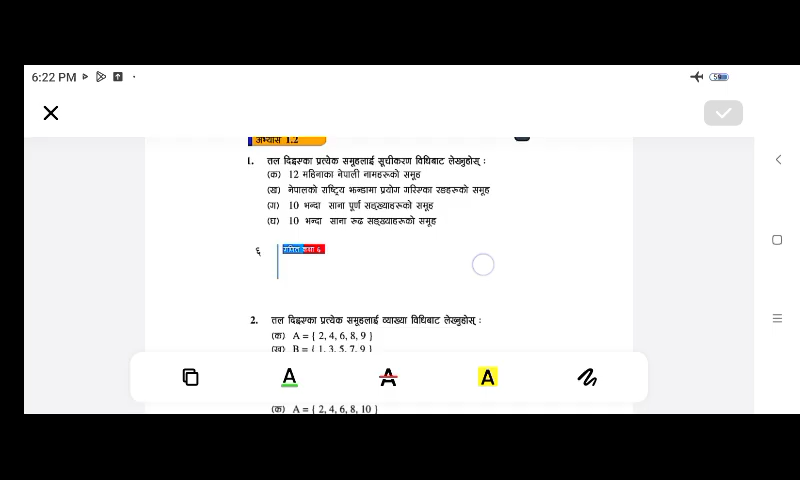 6:22 PM
59
अभ्यास 1.2
1. तल दिइएका प्रत्येक समूहलाई सूचीकरण विधिबाट लेख्नुहोस् :
(क) 12 महिनाका नेपाली नामहरूको समूह
(ख) नेपालको राष्ट्रिय झन्डामा प्रयोग गरिएका रङहरूको समूह
(ग) 10 भन्दा साना पूर्ण सङ्ख्याहरूको समूह
(घ) 10 भन्दा साना रूढ सङ्ख्याहरूको समूह
६
गणित कक्षा ६
2. तल दिइएका प्रत्येक समूहलाई व्याख्या विधिबाट लेख्नुहोस् :
(क) A = { 2, 4, 6, 8, 9 }
(ख) B = { 1, 3, 5, 7, 9 }
A A A
(क) A = { 2, 4, 6, 8, 10 }